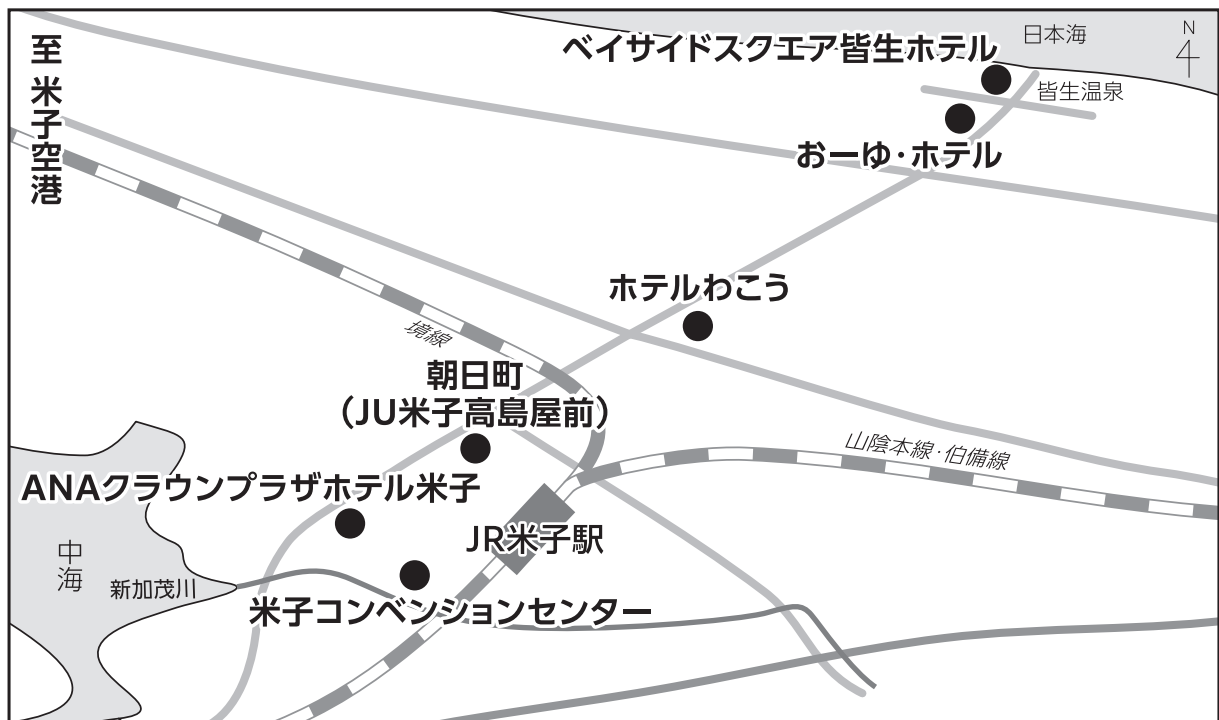 至 米子空港
ベイサイドスクエア皆生ホテル
日本海
N
皆生温泉
おーゆ・ホテル
ホテルわこう
境線
朝日町
（JU米子高島屋前）
山陰本線・伯備線
ANAクラウンプラザホテル米子
JR米子駅
中海
新加茂川
米子コンベンションセンター